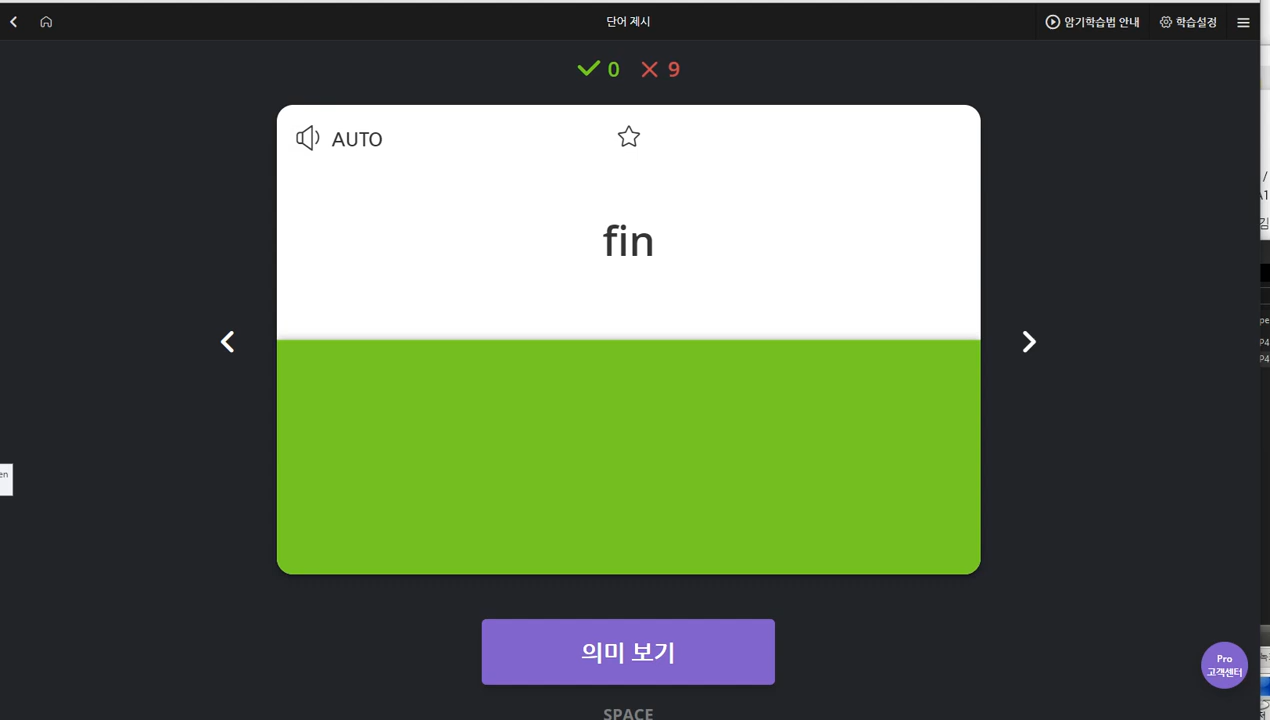 단어 제시
암기학습법 안내
학습설정
0
9
AUTO
fin
의미 보기
SPACE
Pro
고객센터
en